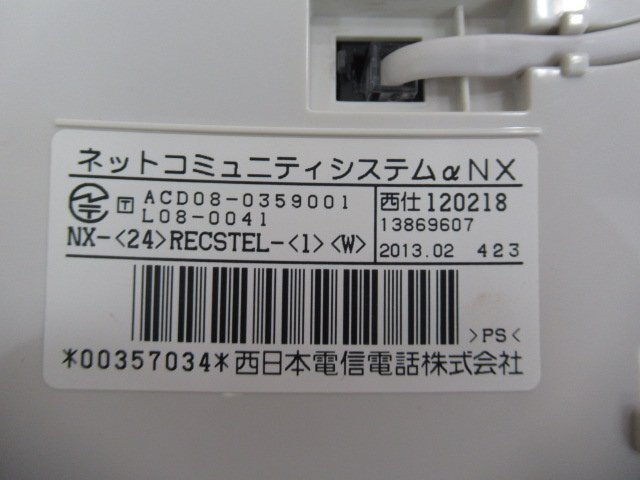 ネットコミュニティシステムαNX
T ACD08-0359001
L08-0041
NX-<24>RECSTEL-<1><W>
西仕 120218
13869607
2013.02 423
>PS<
*00357034* 西日本電信電話株式会社